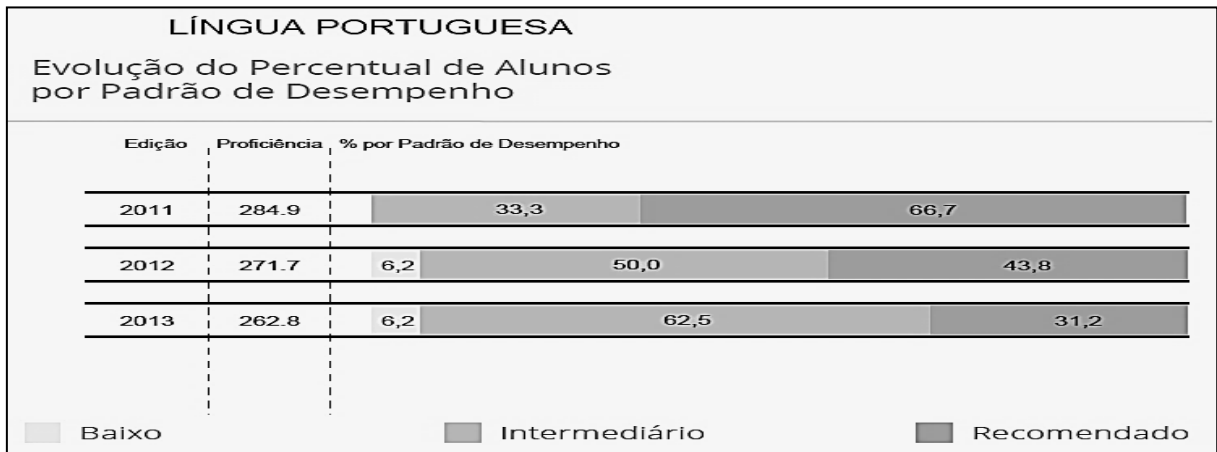 LÍNGUA PORTUGUESA
Evolução do Percentual de Alunos
por Padrão de Desempenho
Edição Proficiência % por Padrão de Desempenho
2011 284.9 33,3 66,7
2012 271.7 6,2 50,0 43,8
2013 262.8 6,2 62,5 31,2
Baixo Intermediário Recomendado